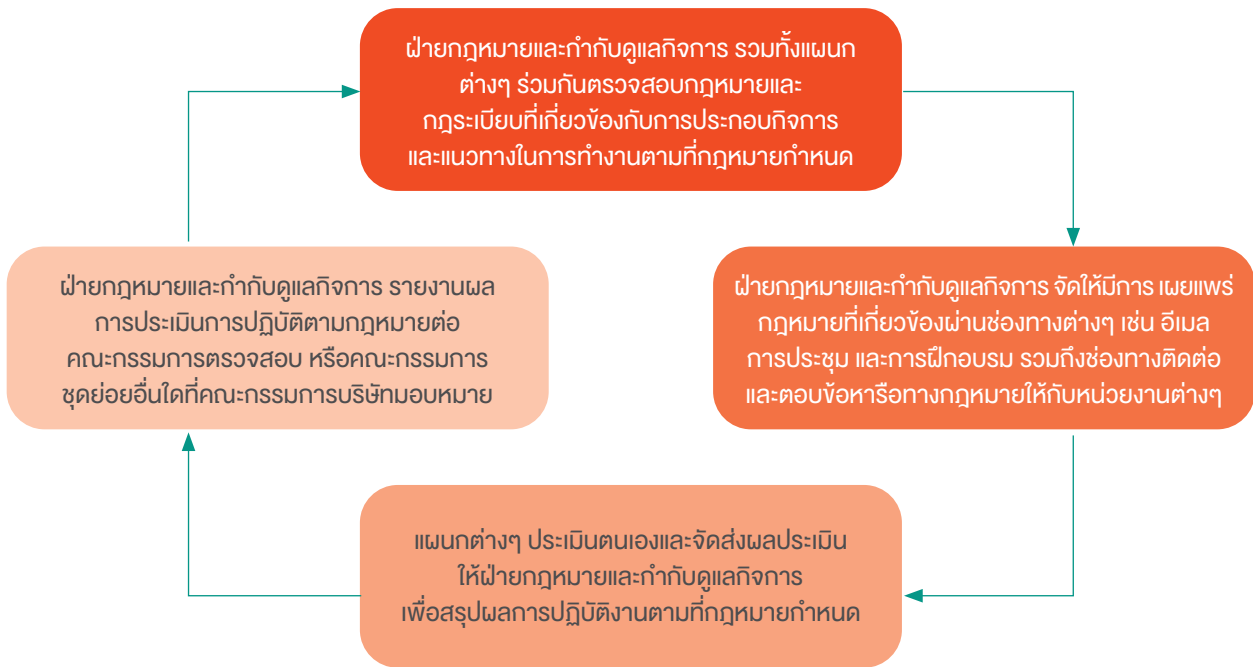 ฝ่ายกฎหมายและกำกับดูแลกิจการ รวมทั้งแผนก
ต่างๆ ร่วมกันตรวจสอบกฎหมายและ
กฎระเบียบที่เกี่ยวข้องกับการประกอบกิจการ
และแนวทางในการทำงานตามที่กฎหมายกำหนด
ฝ่ายกฎหมายและกำกับดูแลกิจการ จัดให้มีการ เผยแพร่
กฎหมายที่เกี่ยวข้องผ่านช่องทางต่างๆ เช่น อีเมล
การประชุม และการฝึกอบรม รวมถึงช่องทางติดต่อ
และตอบข้อหารือทางกฎหมายให้กับหน่วยงานต่างๆ
แผนกต่างๆ ประเมินตนเองและจัดส่งผลประเมิน
ให้ฝ่ายกฎหมายและกำกับดูแลกิจการ
เพื่อสรุปผลการปฏิบัติงานตามที่กฎหมายกำหนด
ฝ่ายกฎหมายและกำกับดูแลกิจการ รายงานผล
การประเมินการปฏิบัติตามกฎหมายต่อ
คณะกรรมการตรวจสอบ หรือคณะกรรมการ
ชุดย่อยอื่นใดที่คณะกรรมการบริษัทมอบหมาย